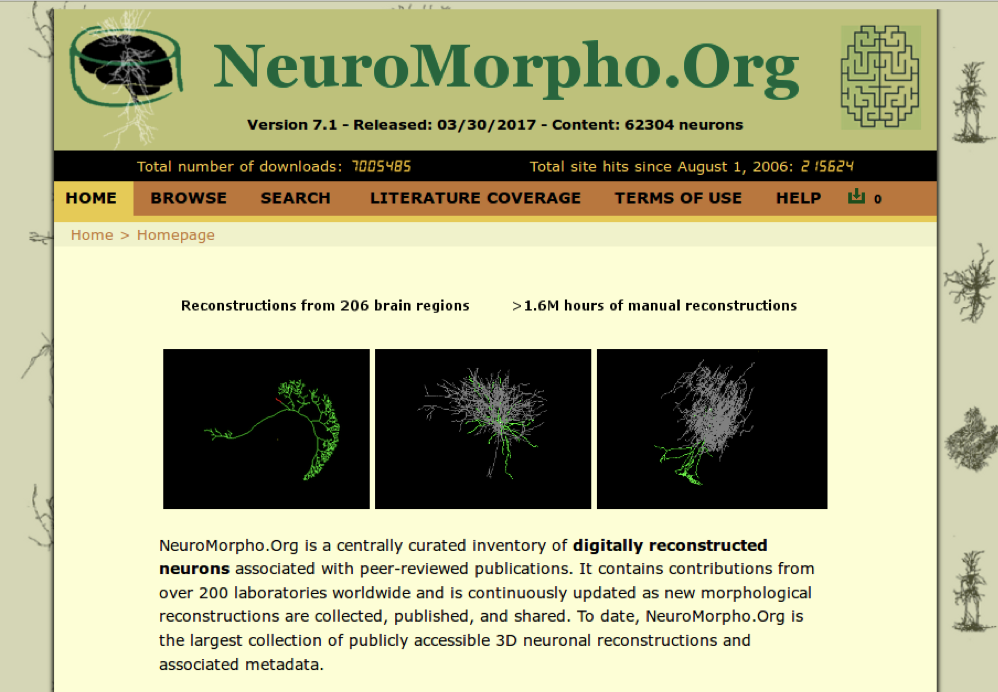 NeuroMorpho.Org
Version 7.1 - Released: 03/30/2017 - Content: 62304 neurons
Total number of downloads: 7005485 Total site hits since August 1, 2006: 215624
HOME BROWSE SEARCH LITERATURE COVERAGE TERMS OF USE HELP 0
Home > Homepage
Reconstructions from 206 brain regions >1.6M hours of manual reconstructions
NeuroMorpho.Org is a centrally curated inventory of digitally reconstructed
neurons associated with peer-reviewed publications. It contains contributions from
over 200 laboratories worldwide and is continuously updated as new morphological
reconstructions are collected, published, and shared. To date, NeuroMorpho.Org is
the largest collection of publicly accessible 3D neuronal reconstructions and
associated metadata.